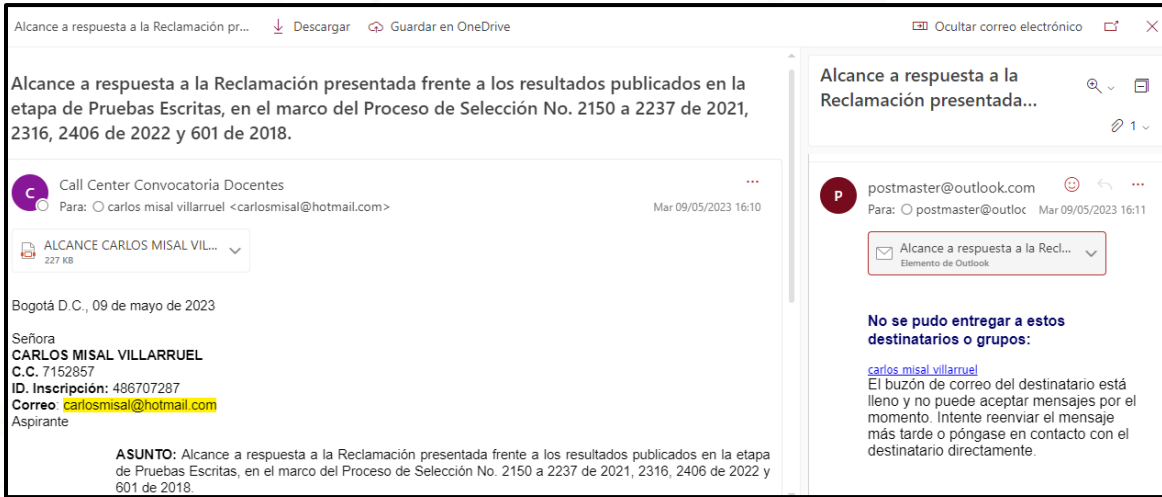 Alcance a respuesta a la Reclamación pr... Descargar Guardar en OneDrive Ocultar correo electrónico
Alcance a respuesta a la Reclamación presentada frente a los resultados publicados en la
etapa de Pruebas Escritas, en el marco del Proceso de Selección No. 2150 a 2237 de 2021,
2316, 2406 de 2022 y 601 de 2018.
C
Call Center Convocatoria Docentes
Para: carlos misal villarruel <carlosmisal@hotmail.com>
Mar 09/05/2023 16:10
ALCANCE CARLOS MISAL VIL...
227 KB
Bogotá D.C., 09 de mayo de 2023
Señora
CARLOS MISAL VILLARRUEL
C.C. 7152857
ID. Inscripción: 486707287
Correo: carlosmisal@hotmail.com
Aspirante
ASUNTO: Alcance a respuesta a la Reclamación presentada frente a los resultados publicados en la etapa
de Pruebas Escritas, en el marco del Proceso de Selección No. 2150 a 2237 de 2021, 2316, 2406 de 2022 y
601 de 2018.
Alcance a respuesta a la
Reclamación presentada...
1
P
postmaster@outlook.com
Para: postmaster@outloc Mar 09/05/2023 16:11
Alcance a respuesta a la Recl...
Elemento de Outlook
No se pudo entregar a estos
destinatarios o grupos:
carlos misal villarruel
El buzón de correo del destinatario está
lleno y no puede aceptar mensajes por el
momento. Intente reenviar el mensaje
más tarde o póngase en contacto con el
destinatario directamente.